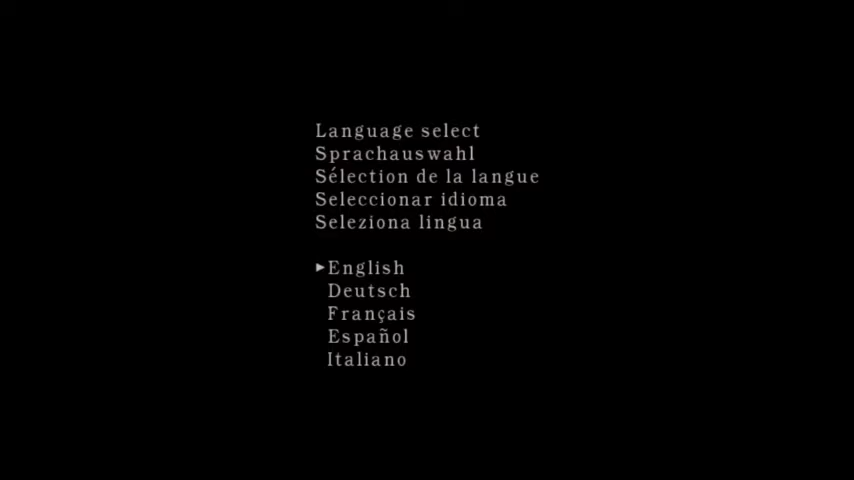 Language select
Sprachauswahl
Sélection de la langue
Seleccionar idioma
Seleziona lingua
▸English
Deutsch
Français
Español
Italiano